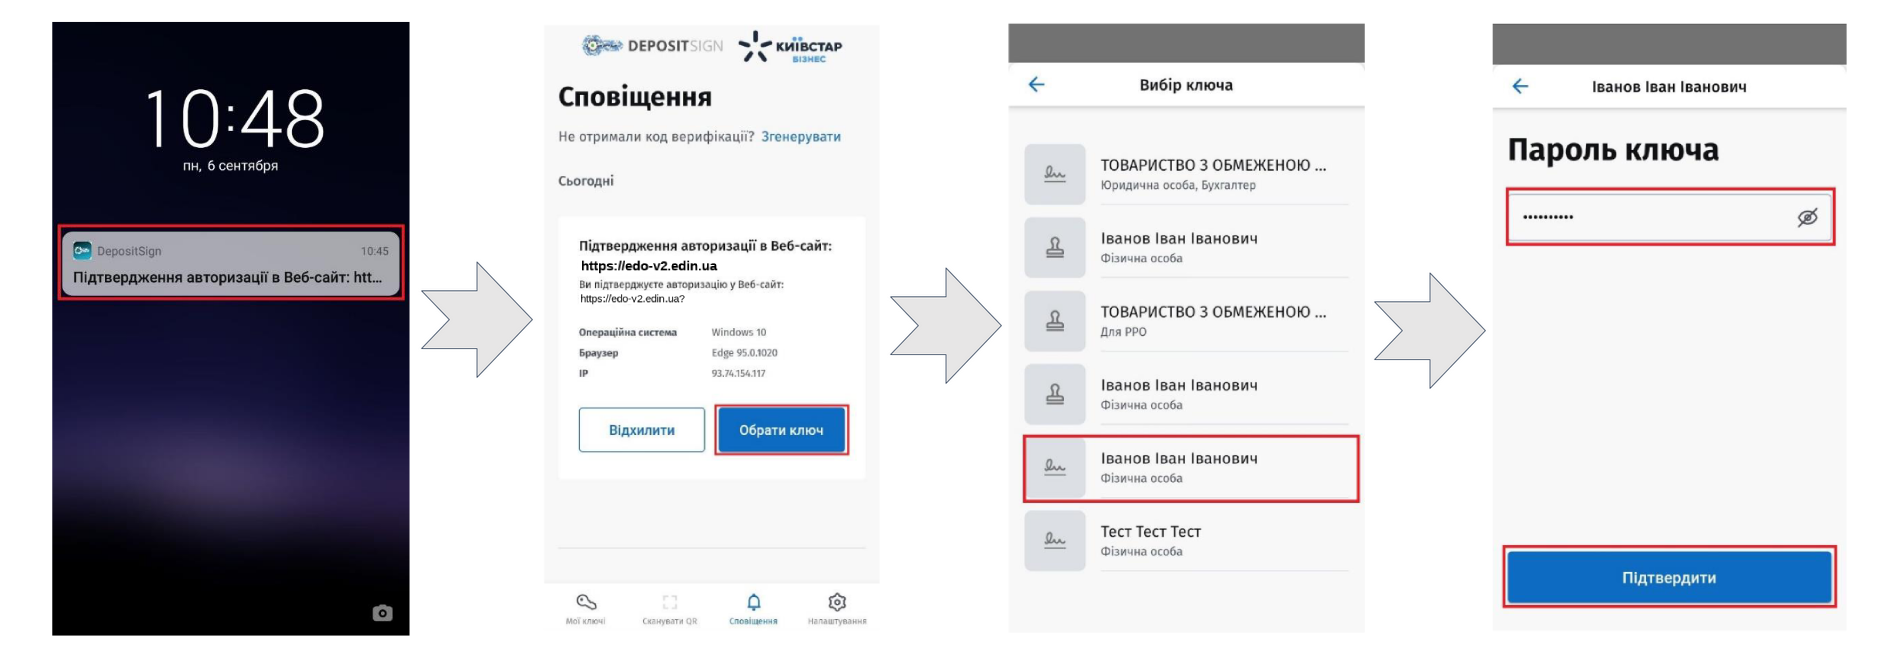 10:48
пн, 6 сентября
DepositSign 10:45
Підтвердження авторизації в Веб-сайт: htt...
DEPOSITSIGN КИЇВСТАР
БІЗНЕС
Сповіщення
Не отримали код верифікації? Згенерувати
Сьогодні
Підтвердження авторизації в Веб-сайт:
https://edo-v2.edin.ua
Ви підтверджуєте авторизацію у Веб-сайт:
https://edo-v2.edin.ua?
Операційна система Windows 10
Браузер Edge 95.0.1020
IP 93.74.154.117
Відхилити Обрати ключ
Мої ключі Сканувати QR Сповіщення Налаштування
Вибір ключа
ТОВАРИСТВО З ОБМЕЖЕНОЮ ...
Юридична особа, Бухгалтер
Іванов Іван Іванович
Фізична особа
ТОВАРИСТВО З ОБМЕЖЕНОЮ ...
Для РРО
Іванов Іван Іванович
Фізична особа
Іванов Іван Іванович
Фізична особа
Тест Тест Тест
Фізична особа
Іванов Іван Іванович
Пароль ключа
••••••••••
Підтвердити